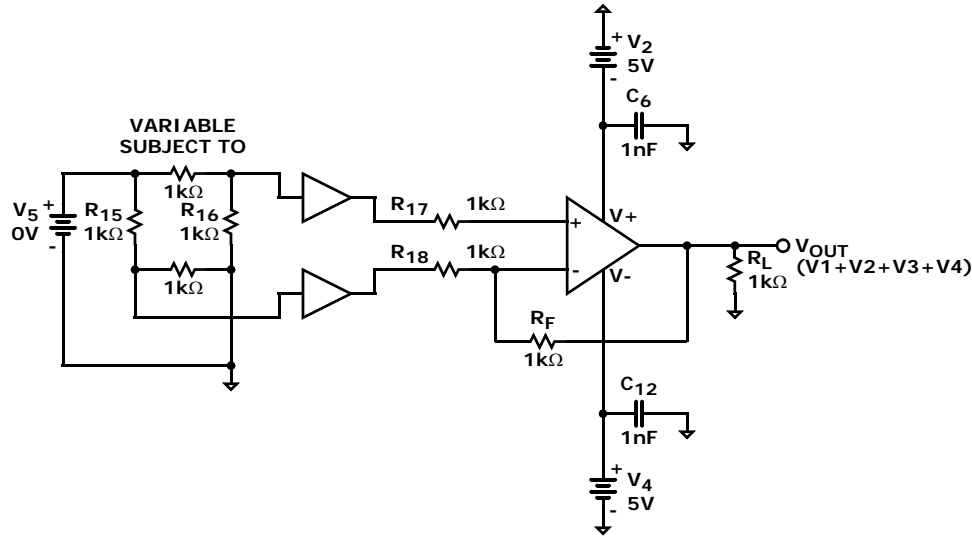 + V2
5V
-
C6
1nF
VARIABLE
SUBJECT TO
1kΩ
V5 +
0V
-
R15
1kΩ
R16
1kΩ
1kΩ
R17 1kΩ
R18 1kΩ
+
-
V+
V-
VOUT
(V1+V2+V3+V4)
RL
1kΩ
RF
1kΩ
C12
1nF
+ V4
5V
-